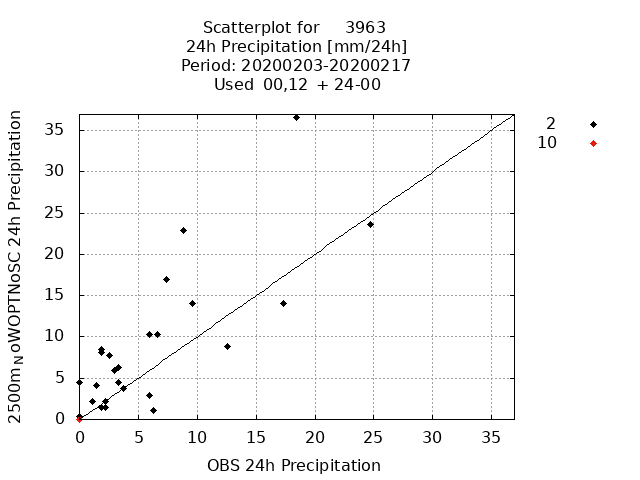 Scatterplot for 3963
24h Precipitation [mm/24h]
Period: 20200203-20200217
Used 00,12 + 24-00
2
10
2500m_NoWOPTNoSC 24h Precipitation
35
30
25
20
15
10
5
0
0 5 10 15 20 25 30 35
OBS 24h Precipitation